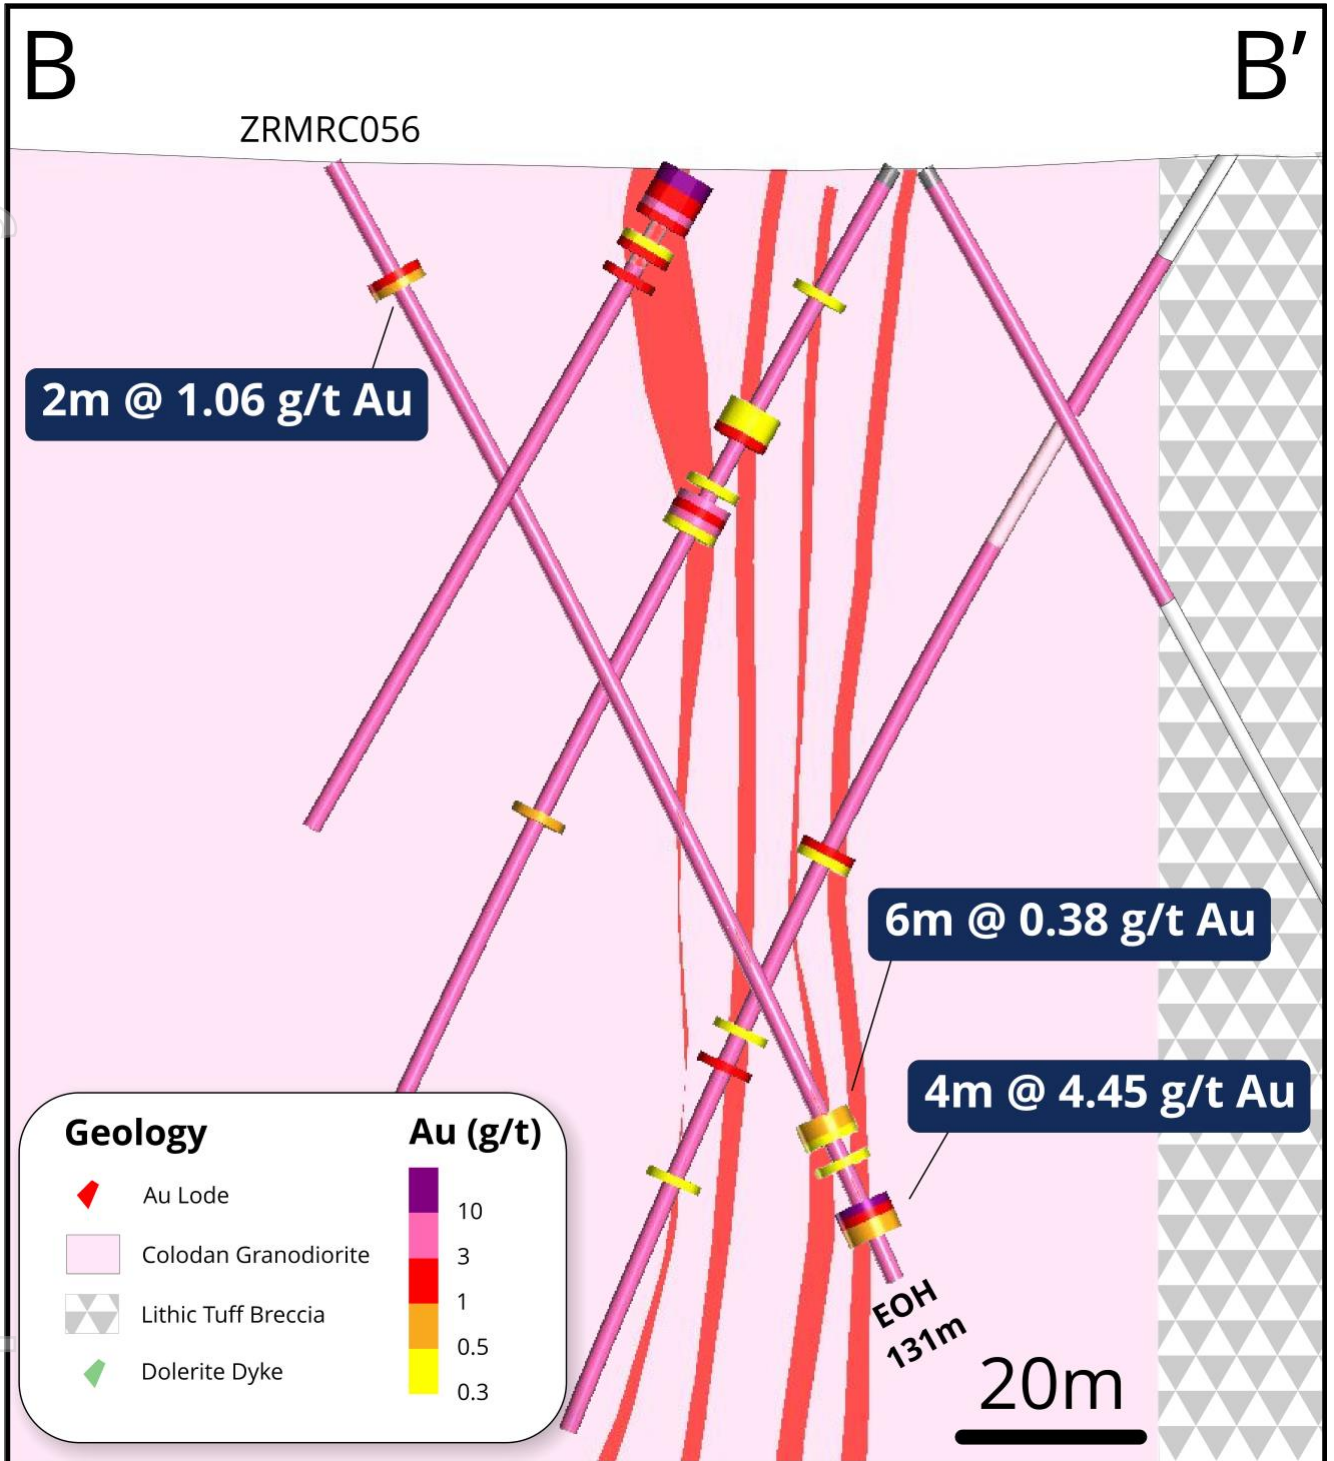 B
B′
ZRMRC056
2m @ 1.06 g/t Au
6m @ 0.38 g/t Au
4m @ 4.45 g/t Au
EOH
131m
20m
Geology
Au Lode
Colodan Granodiorite
Lithic Tuff Breccia
Dolerite Dyke
Au (g/t)
10
3
1
0.5
0.3